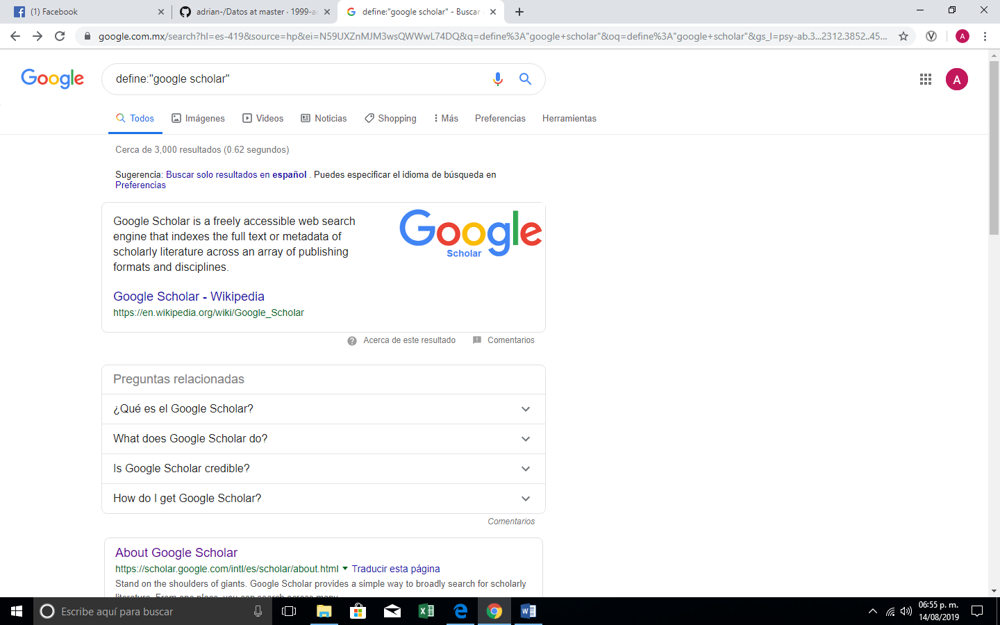 (1) Facebook
adrian-/Datos at master · 1999-a
define:"google scholar" - Buscar
google.com.mx/search?hl=es-419&source=hp&ei=N59UXZnMJM3wsQWWwL74DQ&q=define%3A"google+scholar"&oq=define%3A"google+scholar"&gs_l=psy-ab.3...2312.3852..45...
A
Google
define:"google scholar"
A
Todos
Imágenes
Videos
Noticias
Shopping
Más
Preferencias
Herramientas
Cerca de 3,000 resultados (0.62 segundos)
Sugerencia: Buscar solo resultados en español . Puedes especificar el idioma de búsqueda en
Preferencias
Google Scholar is a freely accessible web search
engine that indexes the full text or metadata of
scholarly literature across an array of publishing
formats and disciplines.
Google
Scholar
Google Scholar - Wikipedia
https://en.wikipedia.org/wiki/Google_Scholar
Acerca de este resultado
Comentarios
Preguntas relacionadas
¿Qué es el Google Scholar?
What does Google Scholar do?
Is Google Scholar credible?
How do I get Google Scholar?
Comentarios
About Google Scholar
https://scholar.google.com/intl/es/scholar/about.html
Traducir esta página
Stand on the shoulders of giants. Google Scholar provides a simple way to broadly search for scholarly
literature. From one place, you can search across many
Escribe aquí para buscar
06:55 p. m.
14/08/2019